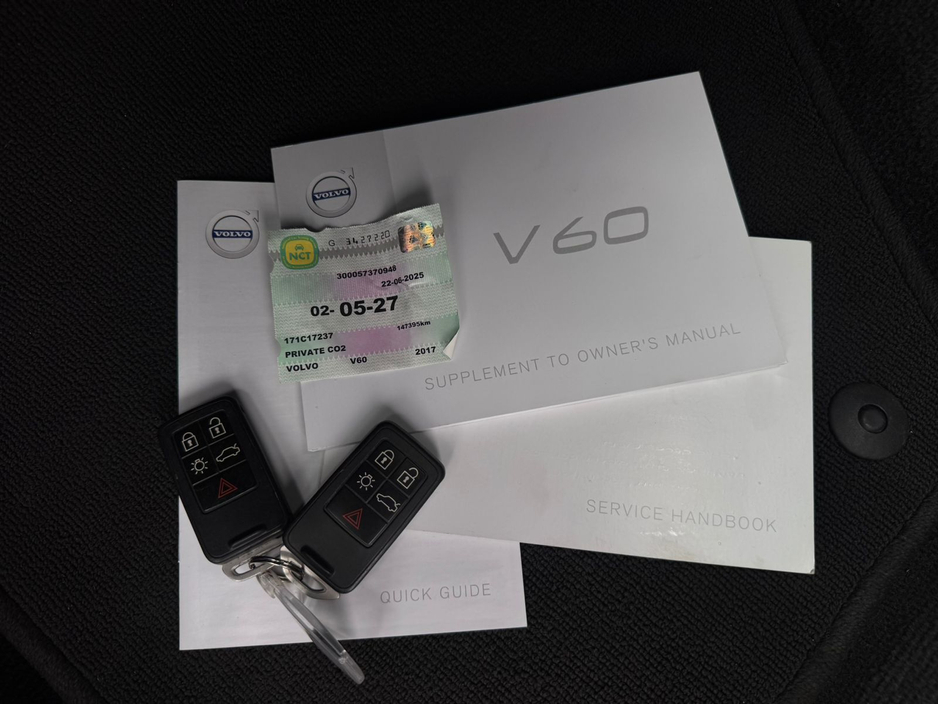 VOLVO
VOLVO
V60
SUPPLEMENT TO OWNER'S MANUAL
NCT
G 3427220
300057370948
22-06-2025
02- 05-27
171C17237
147395km
PRIVATE CO2
VOLVO V60 2017
SERVICE HANDBOOK
QUICK GUIDE